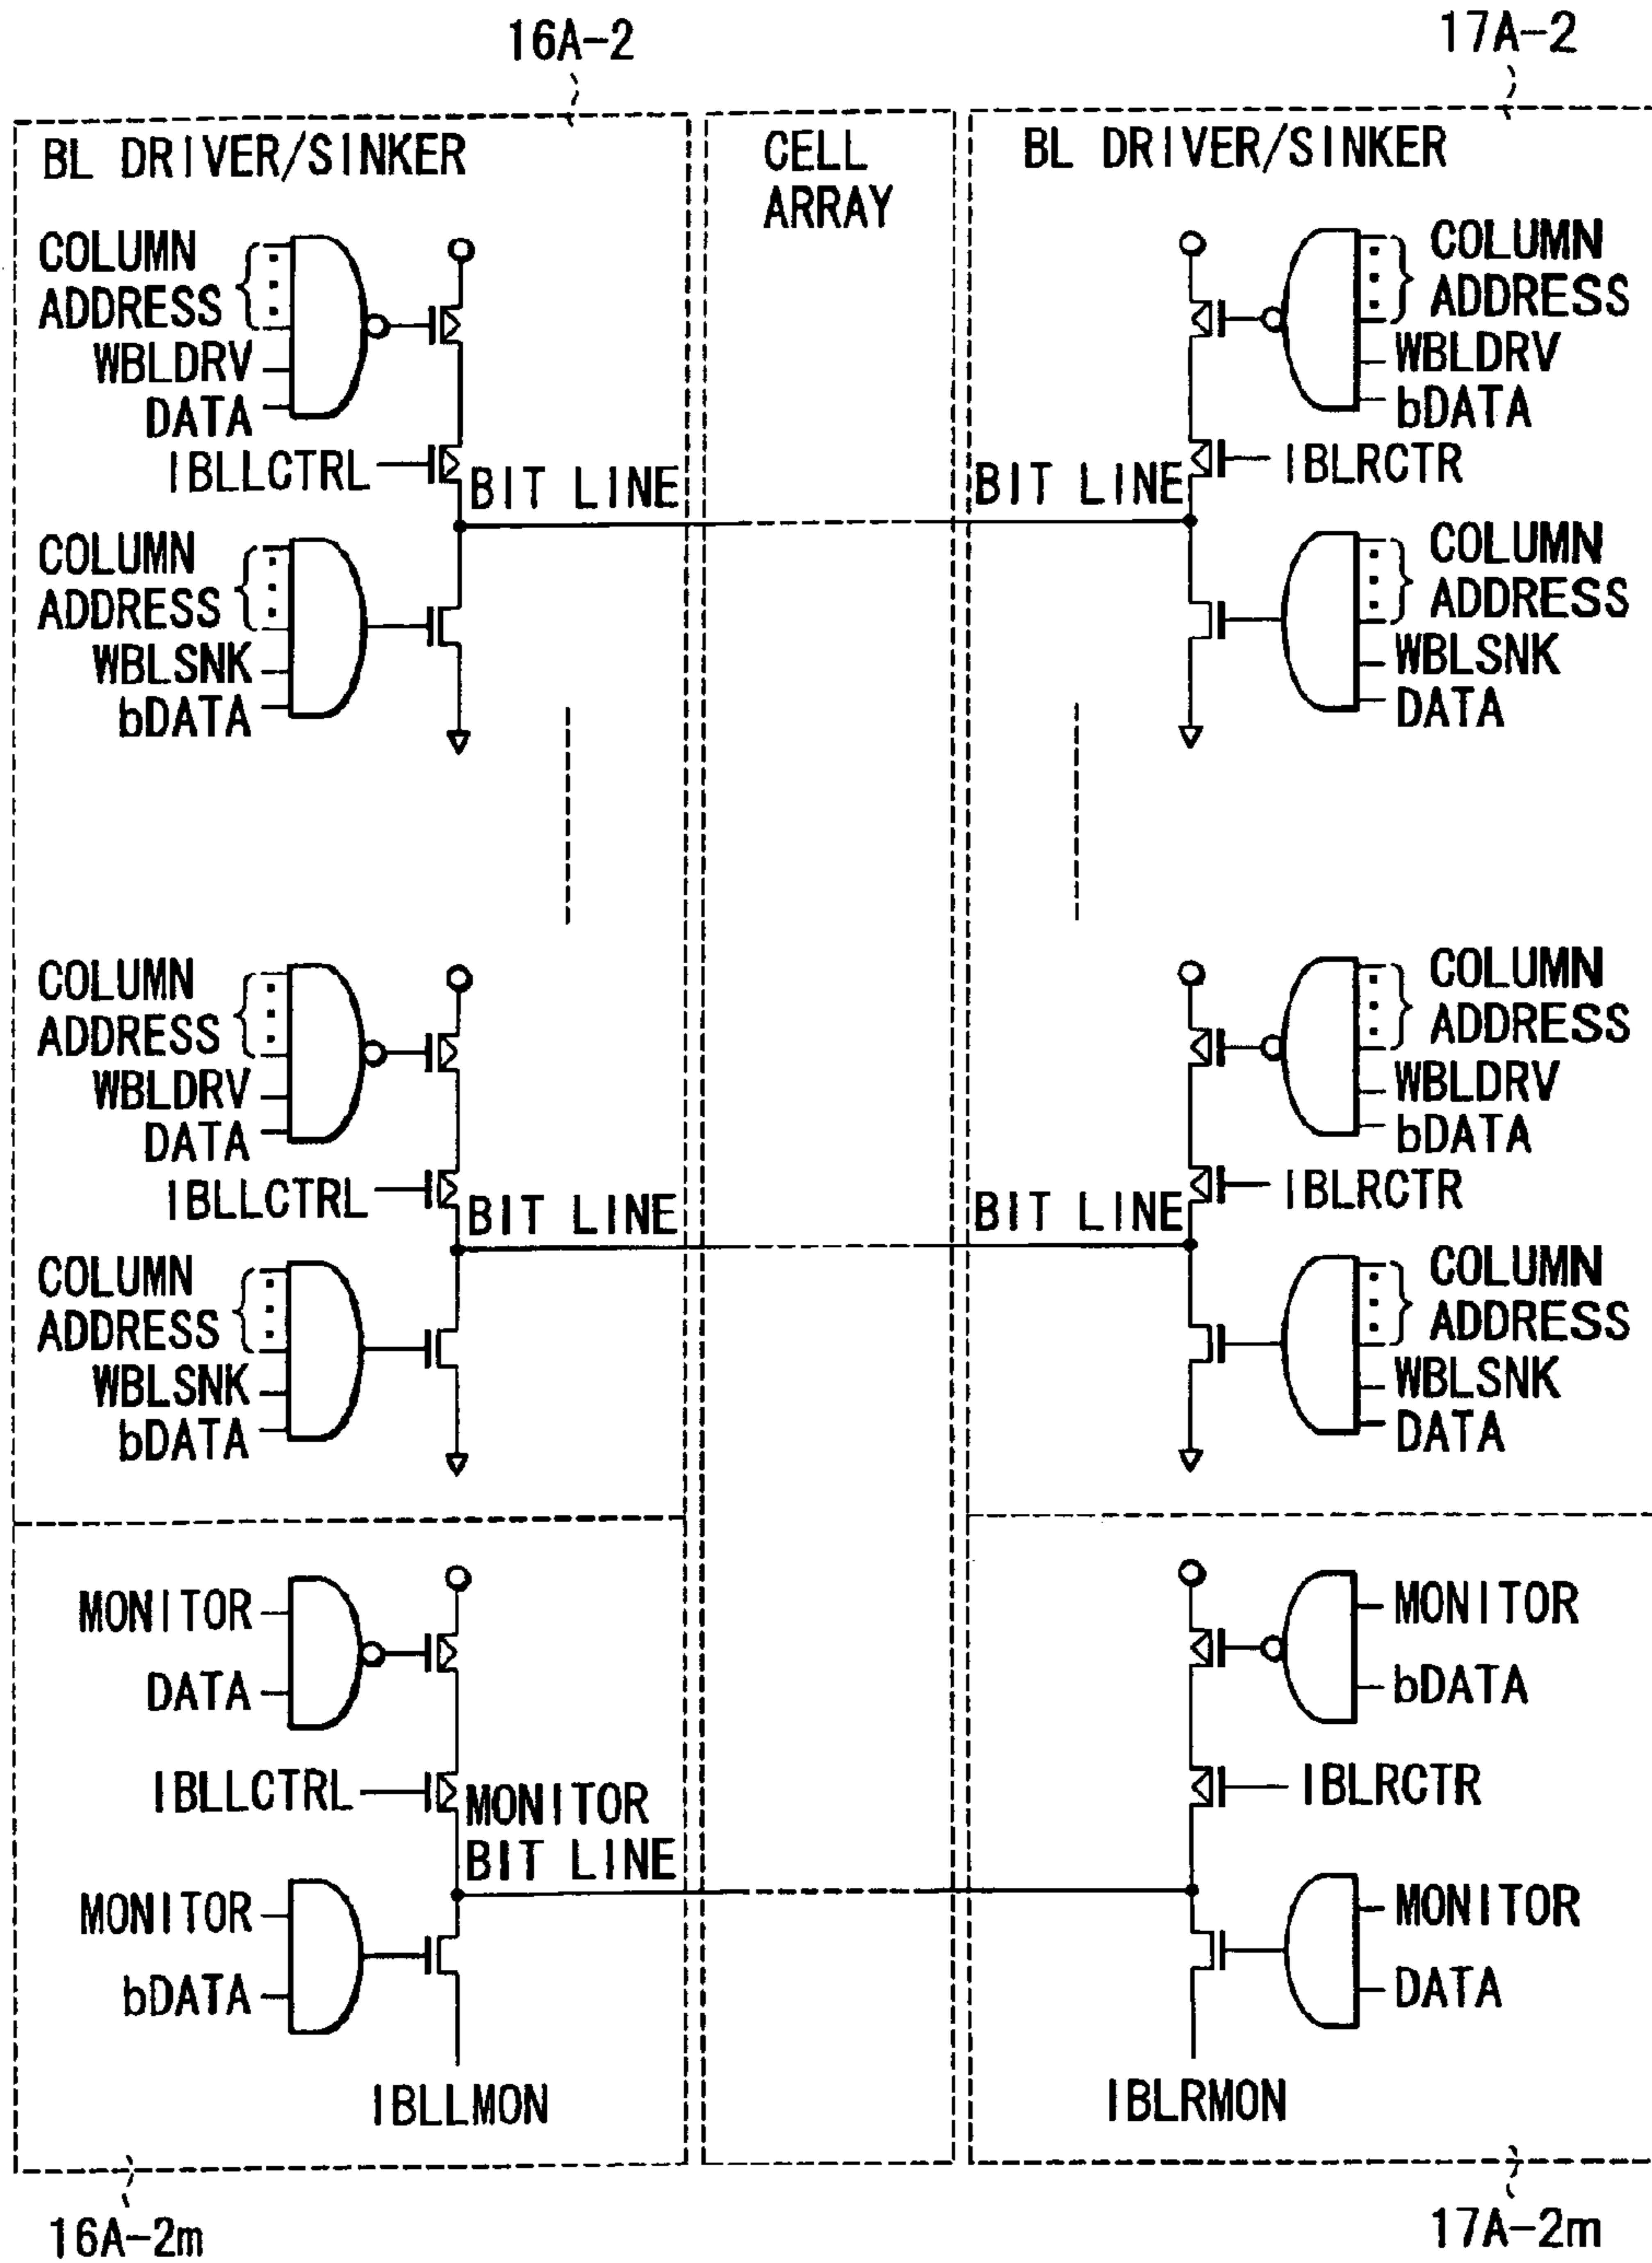 16A-2
17A-2
BL DRIVER/SINKER
CELL
ARRAY
BL DRIVER/SINKER
COLUMN
ADDRESS
WBLDRV
DATA
IBLLCTRL
BIT LINE
COLUMN
ADDRESS
WBLSNK
bDATA
COLUMN
ADDRESS
WBLDRV
bDATA
IBLRCTR
BIT LINE
COLUMN
ADDRESS
WBLSNK
DATA
COLUMN
ADDRESS
WBLDRV
DATA
IBLLCTRL
BIT LINE
COLUMN
ADDRESS
WBLSNK
bDATA
COLUMN
ADDRESS
WBLDRV
bDATA
IBLRCTR
BIT LINE
COLUMN
ADDRESS
WBLSNK
DATA
MONITOR
DATA
IBLLCTRL
MONITOR
BIT LINE
MONITOR
bDATA
IBLLMON
MONITOR
bDATA
IBLRCTR
MONITOR
DATA
IBLRMON
16A-2m
17A-2m